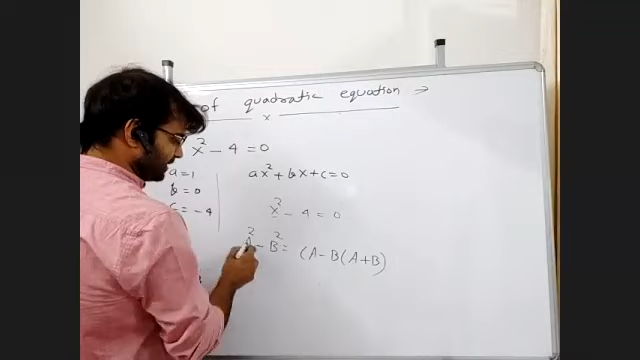 of quadratic equation →
x
x² - 4 = 0
a = 1
ax² + bx + c = 0
b = 0
c = -4
x² - 4 = 0
A² - B² = (A - B(A + B)